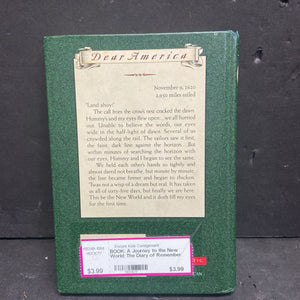 Dear America
November 9, 1620
2,950 miles sailed
"Land ahoy!"
The call from the crow's nest cracked the dawn.
Hummy's and my eyes flew open... we all hurried
out. Unable to believe the words, our eyes
wide in the half-light of dawn. Several of us
crowded along the rail. The sailors saw it first,
the faint, dark line against the horizon. But
within minutes of searching the horizon with
our eyes, Hummy and I began to see the same.
We held each other's hands so tightly and
almost dared not breathe, but minute by minute
the line became firmer and began to thicken.
'Twas not a wisp of a dream but real. It has taken
us all of sixty-five days, but finally we are here.
This be the New World and it doth fill my eyes
for the first time.
Encore Kids Consignment
BOOK: A Journey to the New
World: The Diary of Remember
$3.99
$3.99